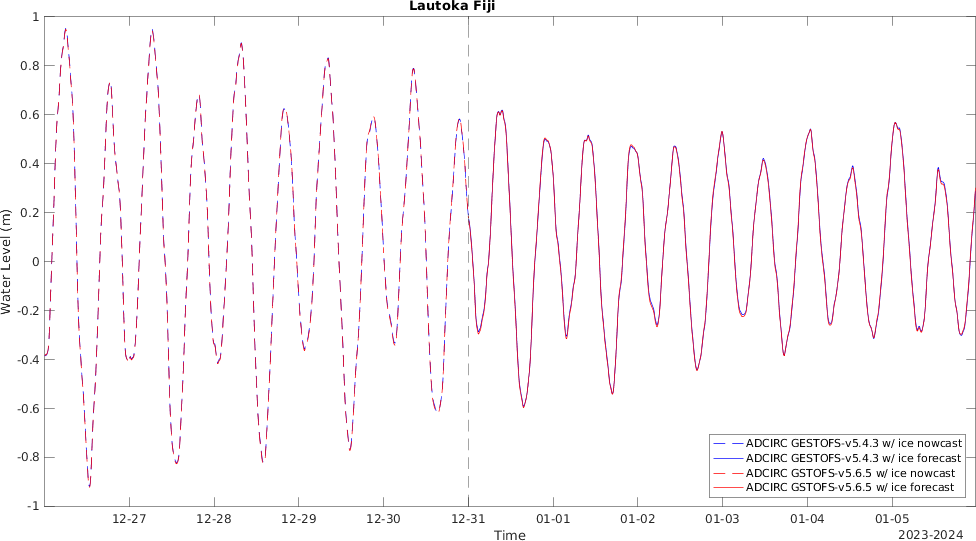 Lautoka Fiji
1
0.8
0.6
0.4
0.2
0
-0.2
-0.4
-0.6
-0.8
-1
Water Level (m)
ADCIRC GESTOFS-v5.4.3 w/ ice nowcast
ADCIRC GESTOFS-v5.4.3 w/ ice forecast
ADCIRC GSTOFS-v5.6.5 w/ ice nowcast
ADCIRC GSTOFS-v5.6.5 w/ ice forecast
12-27 12-28 12-29 12-30 12-31 01-01 01-02 01-03 01-04 01-05
Time
2023-2024